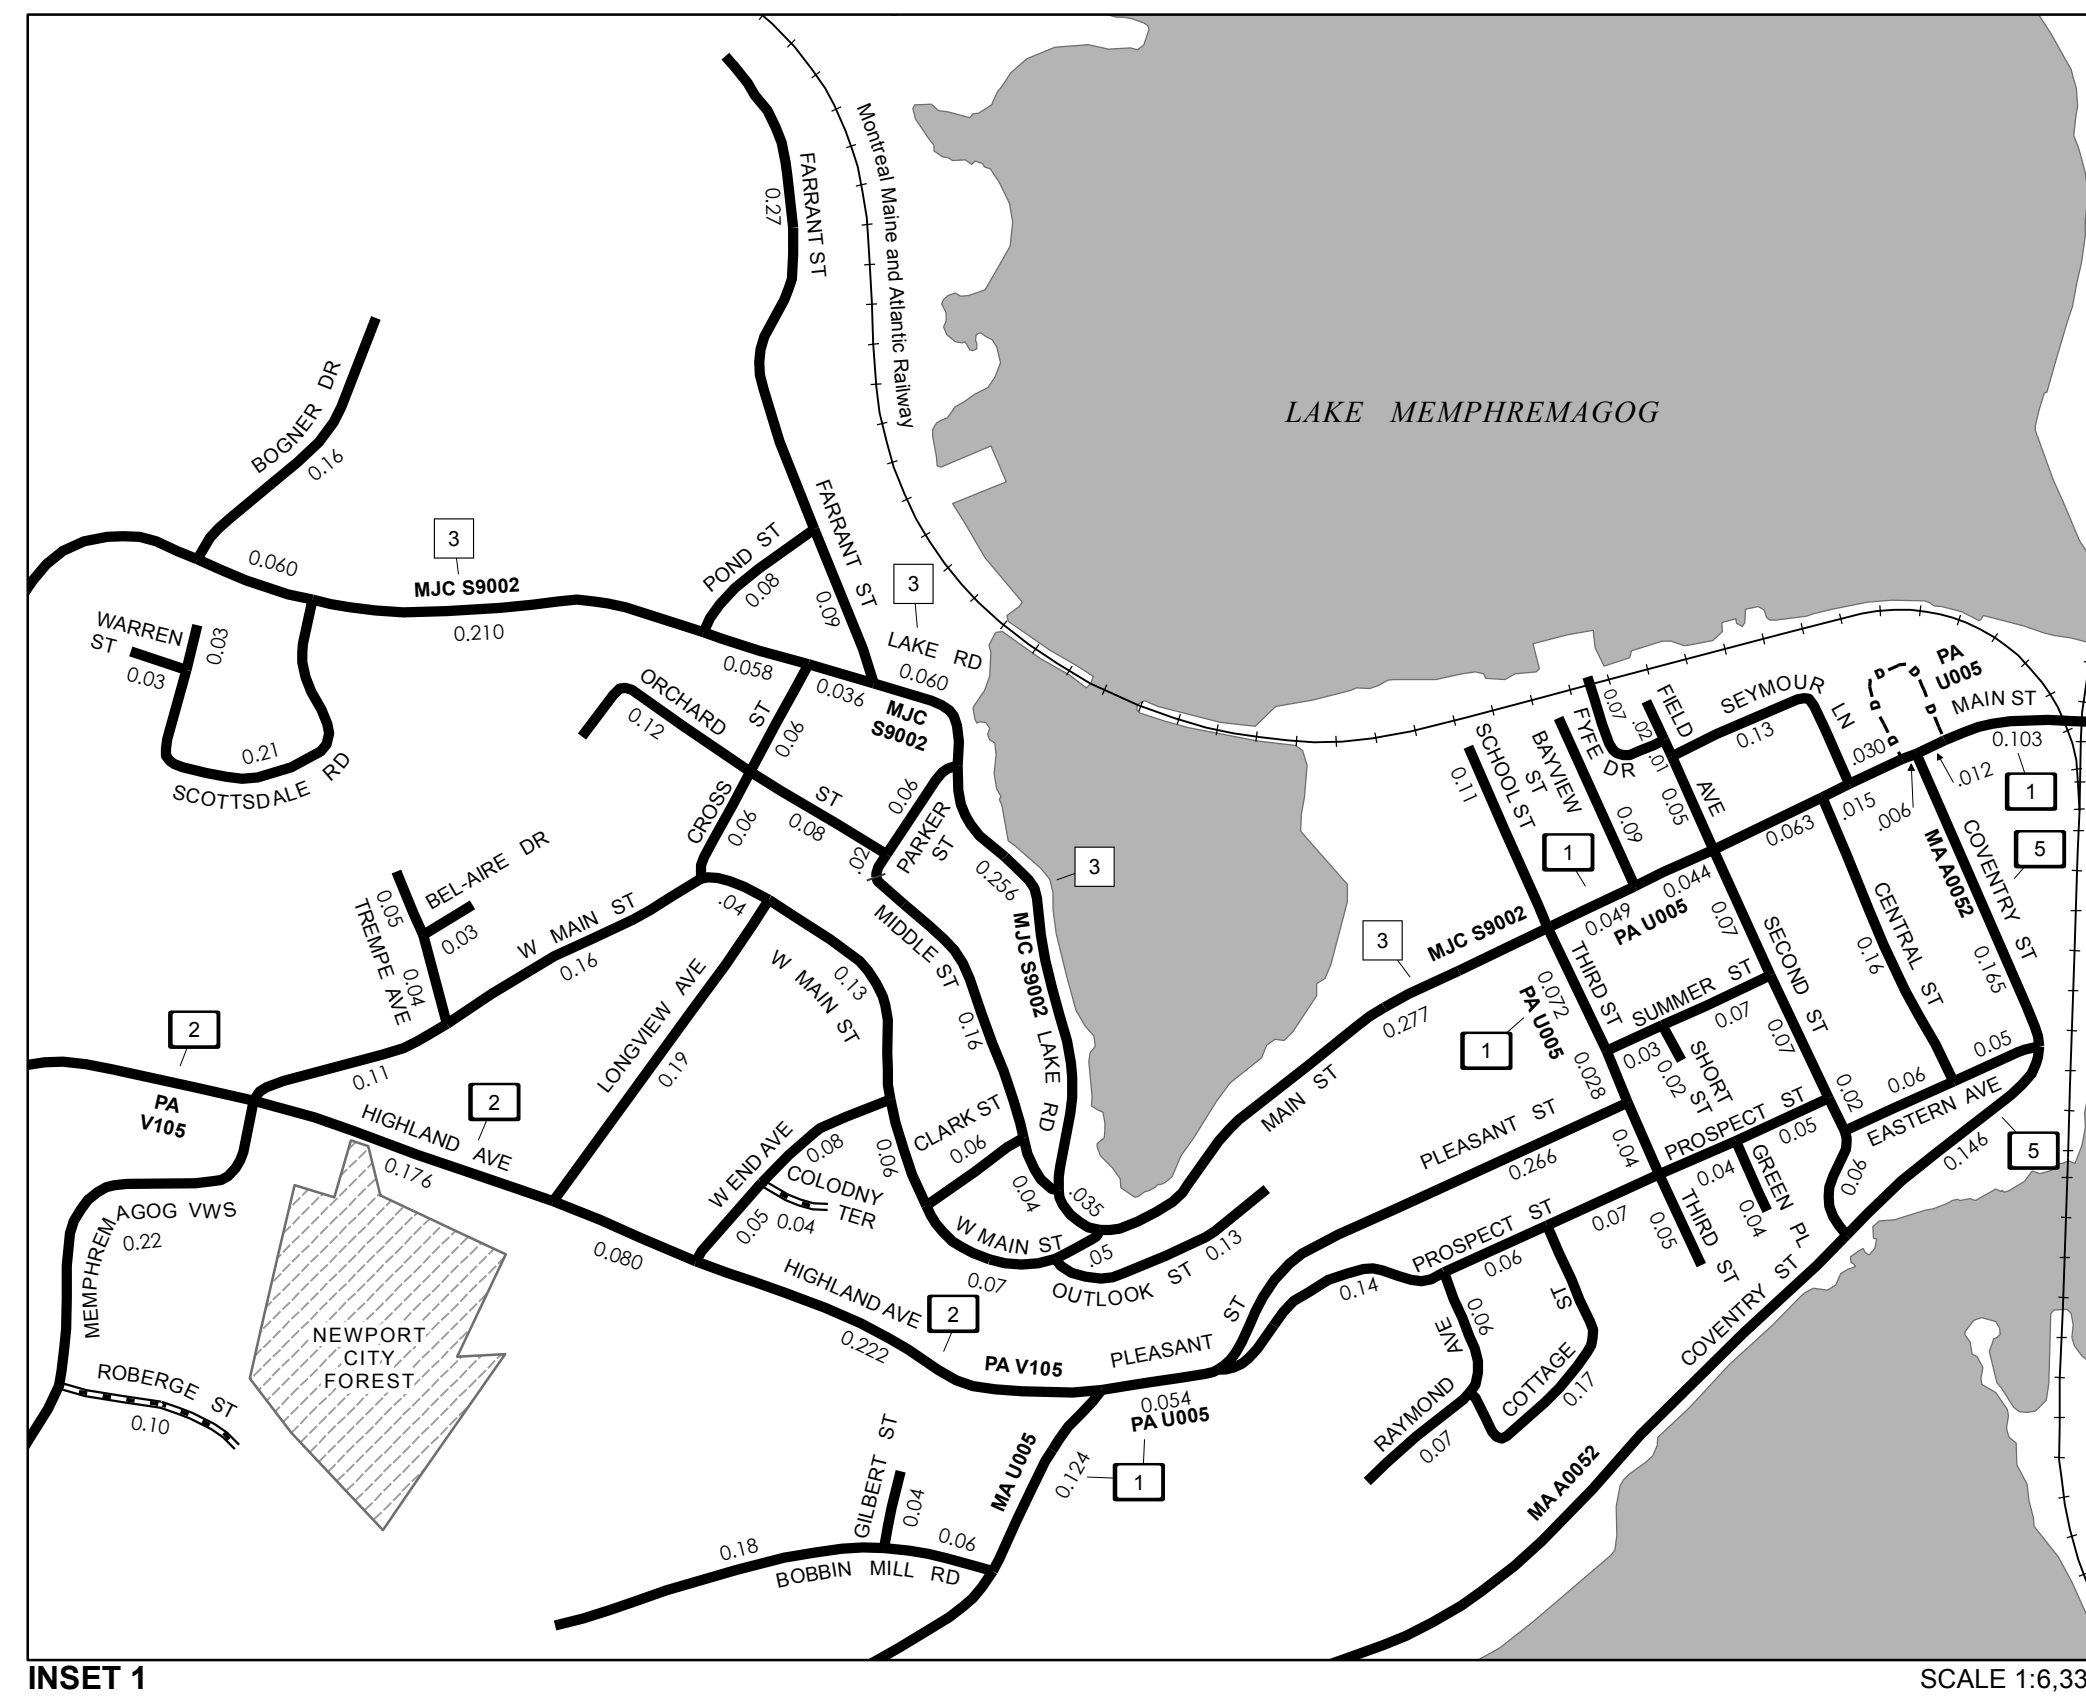 FARRANT ST
0.27
Montreal Maine and Atlantic Railway
LAKE MEMPHREMAGOG
BOGNER DR
0.16
3
0.060
MJC S9002
0.210
POND ST
0.08
FARRANT ST
0.09
3
LAKE RD
0.060
WARREN
ST
0.03
0.03
0.21
SCOTTSDALE RD
0.058
0.036
MJC
S9002
ORCHARD ST
0.12
0.08
CROSS ST
0.06
0.06
0.06
PARKER
ST
.02
0.256
MJC S9002
LAKE RD
3
TREMPE AVE
0.05
0.04
BEL-AIRE DR
0.03
W MAIN ST
0.16
0.11
.04
W MAIN ST
0.13
MIDDLE ST
0.16
LONGVIEW AVE
0.19
2
PA
V105
HIGHLAND AVE
2
0.176
MEMPHREMAGOG VWS
0.22
ROBERGE ST
0.10
NEWPORT
CITY
FOREST
0.080
W END AVE
0.08
0.05
COLODNY
TER
0.04
0.06
CLARK ST
0.06
0.04
.035
W MAIN ST
0.07
.05
OUTLOOK ST
0.13
HIGHLAND AVE
0.222
2
PA V105
PLEASANT ST
0.054
PA U005
1
MA U005
0.124
GILBERT ST
0.04
0.18
0.06
BOBBIN MILL RD
MAIN ST
0.277
3
MJC S9002
SCHOOL ST
0.11
BAYVIEW
ST
0.09
FYFE DR
0.07
.02
FIELD AVE
.01
0.05
SEYMOUR LN
0.13
D
D
D
D
D
PA
U005
MAIN ST
0.103
1
.030
.012
.006
.015
0.063
0.044
0.049
PA U005
1
MA A0052
COVENTRY ST
5
0.165
CENTRAL ST
0.16
SECOND ST
0.07
0.07
0.02
THIRD ST
0.072
PA U005
1
0.028
0.04
SUMMER ST
0.03
0.07
SHORT
ST
0.02
PLEASANT ST
0.266
PROSPECT ST
0.05
0.04
GREEN PL
0.04
EASTERN AVE
0.06
0.05
0.06
0.146
5
PROSPECT ST
0.14
0.06
0.07
THIRD ST
0.05
RAYMOND AVE
0.06
0.07
COTTAGE ST
0.17
COVENTRY ST
MA A0052
INSET 1
SCALE 1:6,33